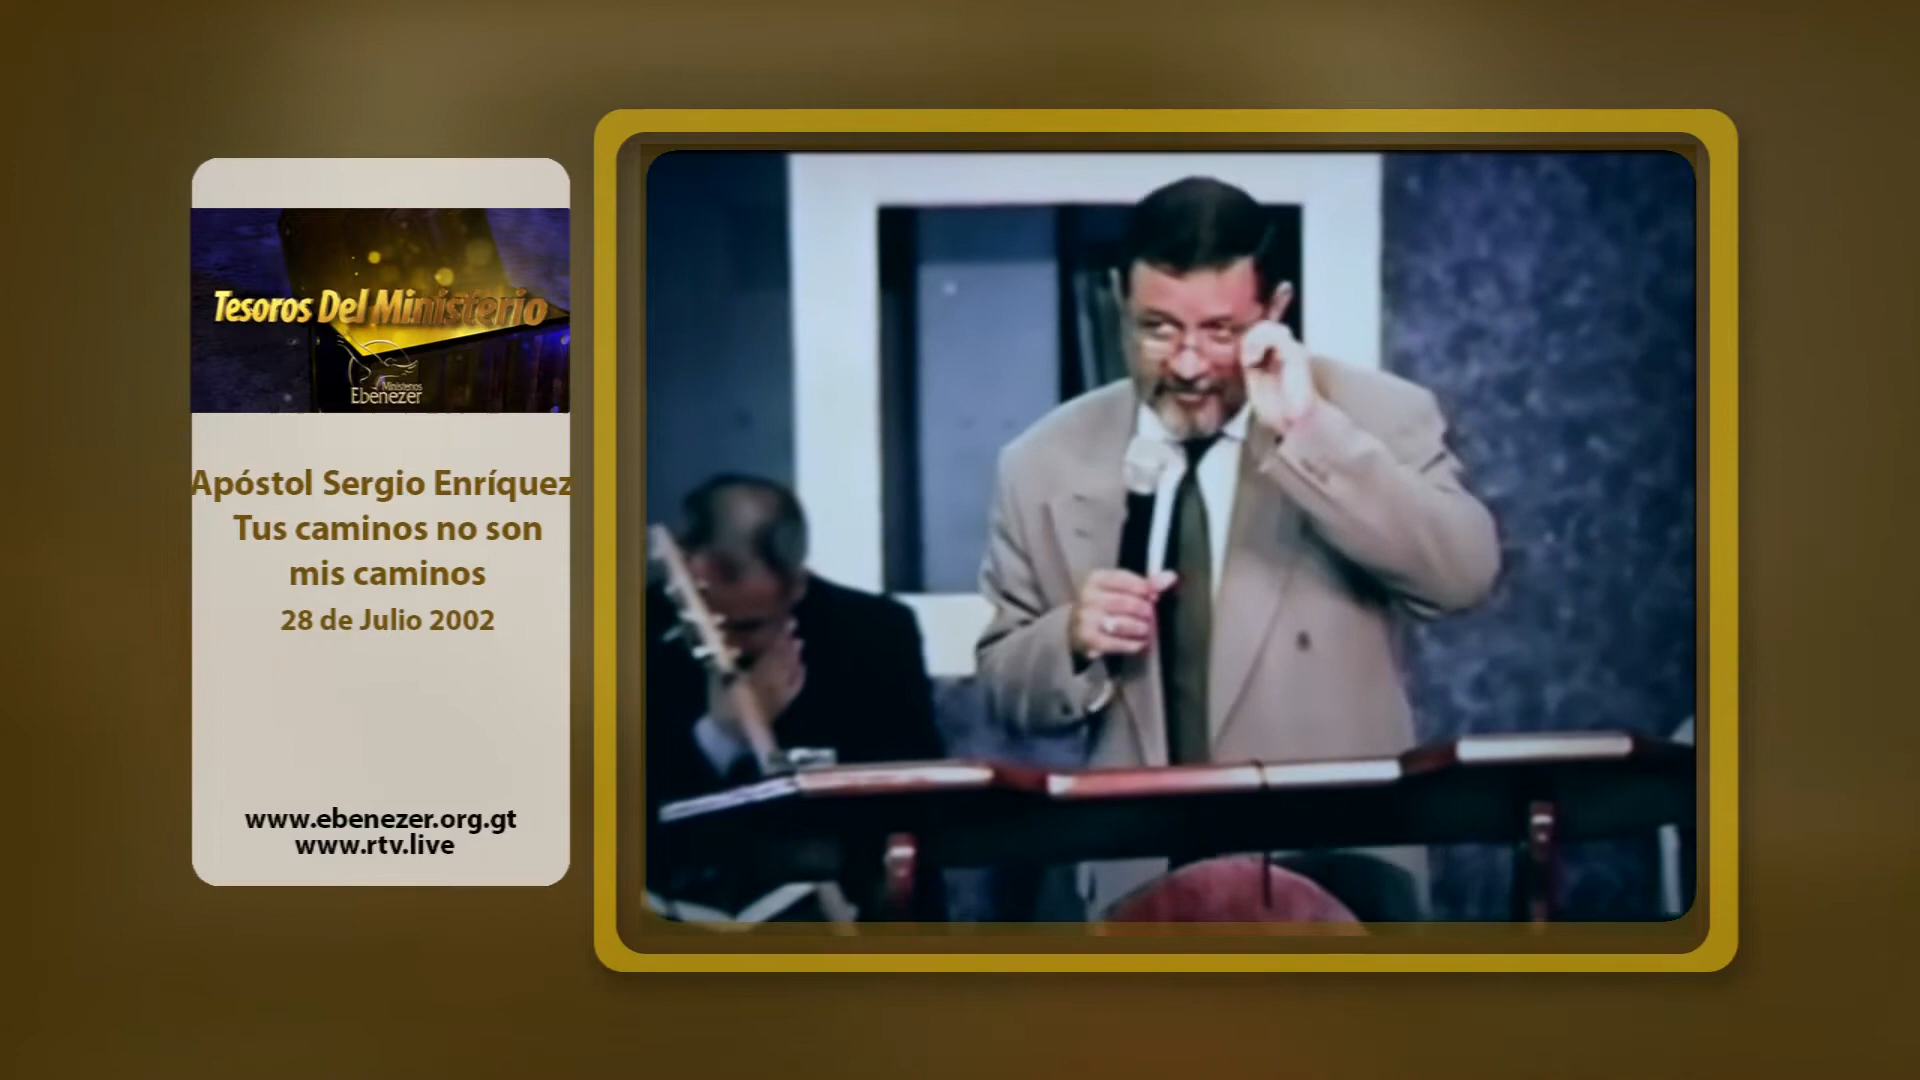 Tesoros Del Ministerio
Ministerios
Ebenezer
Apóstol Sergio Enríquez
Tus caminos no son
mis caminos
28 de Julio 2002
www.ebenezer.org.gt
www.rtv.live